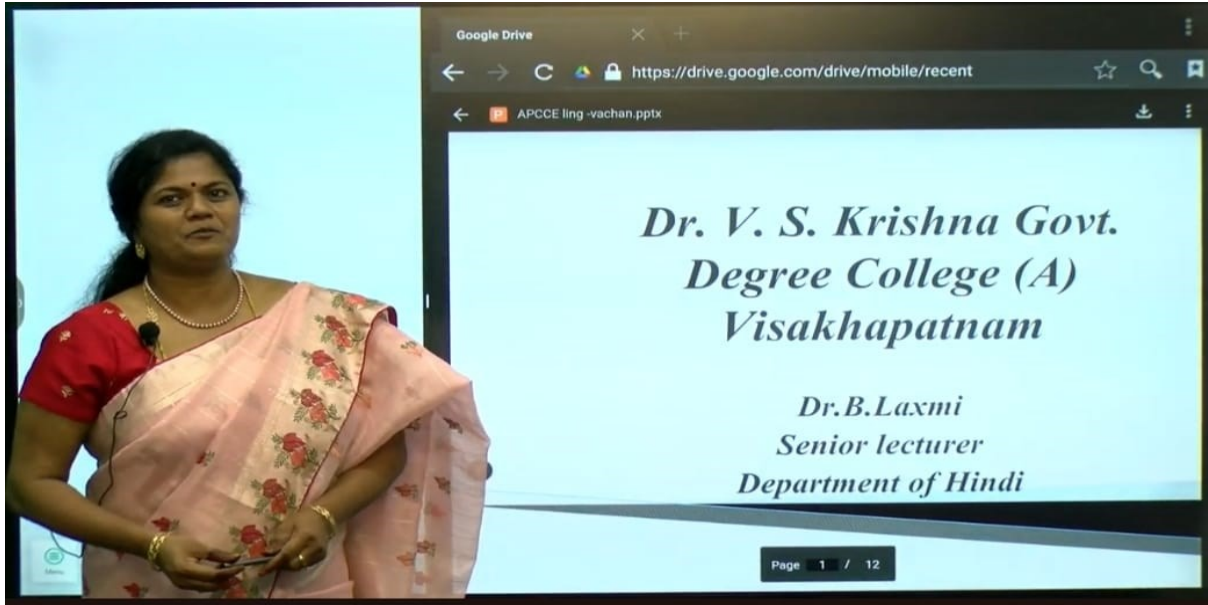 Google Drive
https://drive.google.com/drive/mobile/recent
P APCCE ling -vachan.pptx
Dr. V. S. Krishna Govt.
Degree College (A)
Visakhapatnam
Dr.B.Laxmi
Senior lecturer
Department of Hindi
Page 1 / 12
Menu